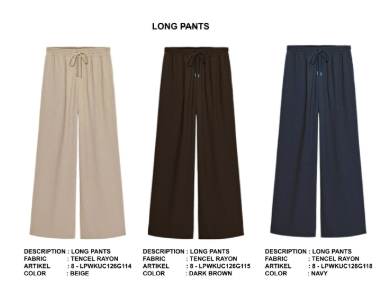 LONG PANTS
DESCRIPTION : LONG PANTS
FABRIC : TENCEL RAYON
ARTIKEL : 8 - LPWKUC126G114
COLOR : BEIGE
DESCRIPTION : LONG PANTS
FABRIC : TENCEL RAYON
ARTIKEL : 8 - LPWKUC126G115
COLOR : DARK BROWN
DESCRIPTION : LONG PANTS
FABRIC : TENCEL RAYON
ARTIKEL : 8 - LPWKUC126G118
COLOR : NAVY